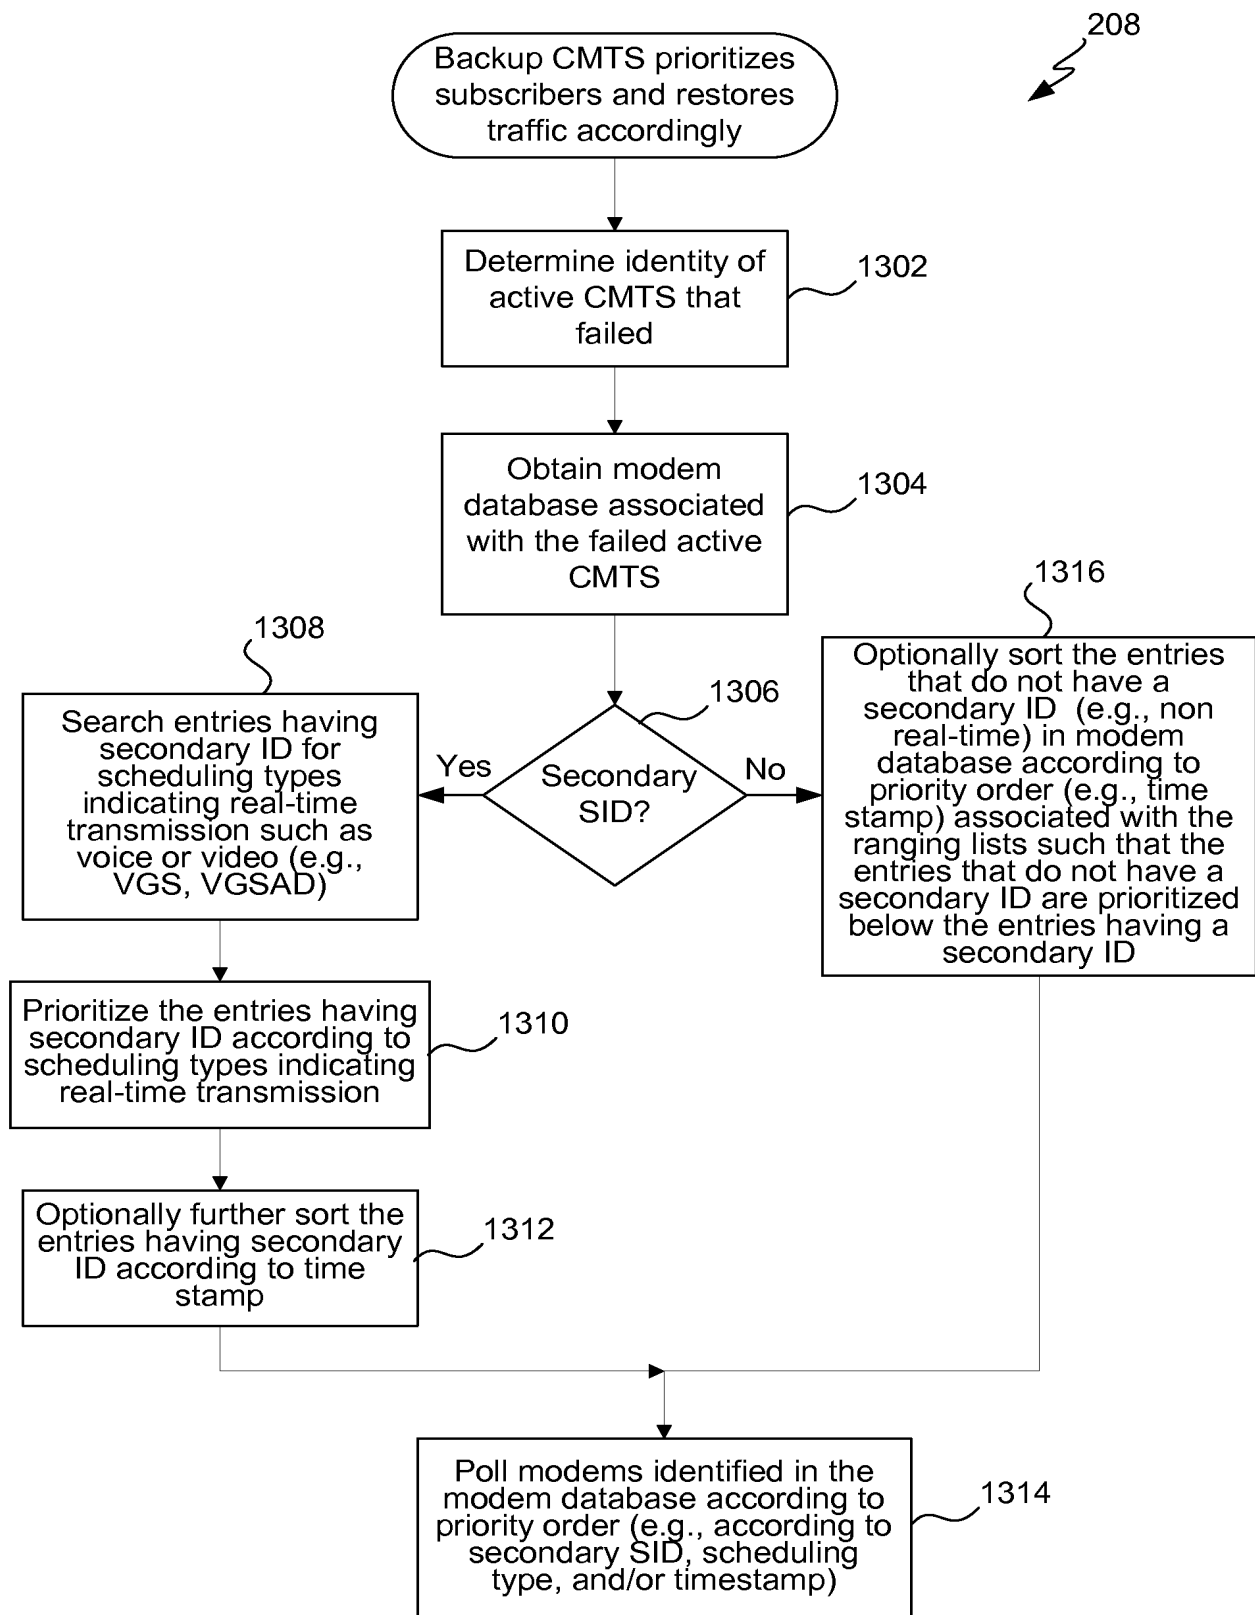 208
Backup CMTS prioritizes
subscribers and restores
traffic accordingly
Determine identity of
active CMTS that
failed
1302
Obtain modem
database associated
with the failed active
CMTS
1304
1306
Secondary
SID?
Yes
No
1308
Search entries having
secondary ID for
scheduling types
indicating real-time
transmission such as
voice or video (e.g.,
VGS, VGSAD)
1316
Optionally sort the entries
that do not have a
secondary ID (e.g., non
real-time) in modem
database according to
priority order (e.g., time
stamp) associated with the
ranging lists such that the
entries that do not have a
secondary ID are prioritized
below the entries having a
secondary ID
Prioritize the entries having
secondary ID according to
scheduling types indicating
real-time transmission
1310
Optionally further sort the
entries having secondary
ID according to time
stamp
1312
Poll modems identified in the
modem database according to
priority order (e.g., according to
secondary SID, scheduling
type, and/or timestamp)
1314